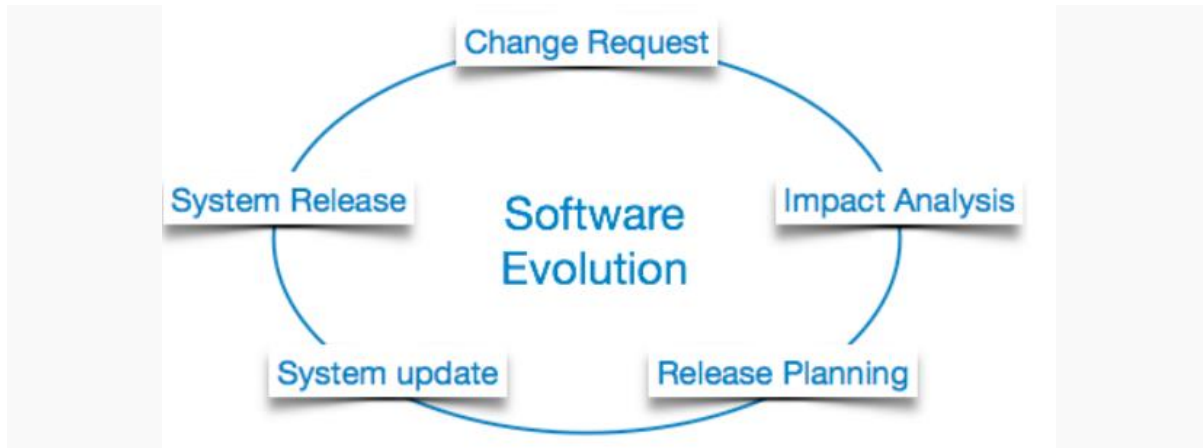 Change Request
System Release
Impact Analysis
Software
Evolution
System update
Release Planning